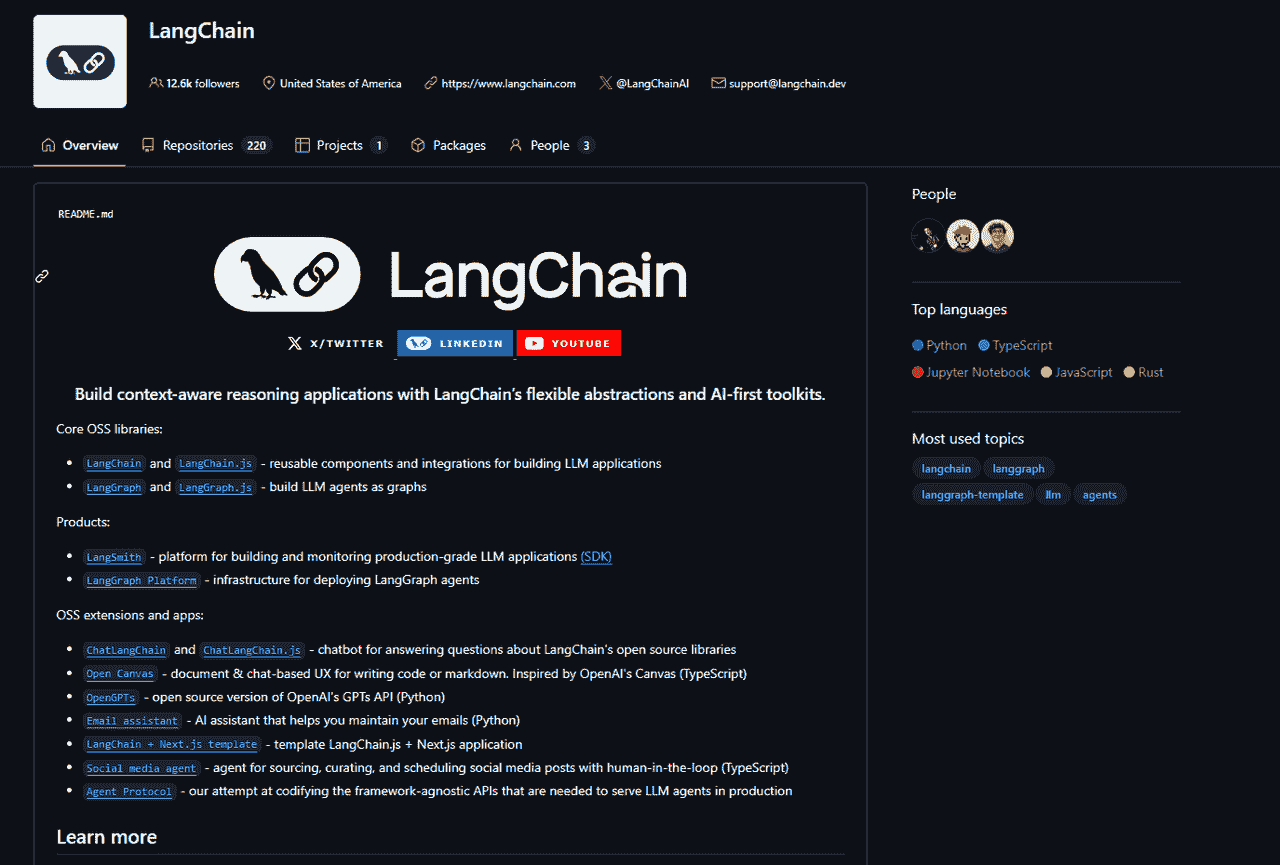 LangChain
12.6k followers United States of America https://www.langchain.com @LangChainAI support@langchain.dev
Overview Repositories 220 Projects 1 Packages People 3
README.md
LangChain
X/TWITTER LINKEDIN YOUTUBE
Build context-aware reasoning applications with LangChain's flexible abstractions and AI-first toolkits.
Core OSS libraries:
LangChain and LangChain.js - reusable components and integrations for building LLM applications
LangGraph and LangGraph.js - build LLM agents as graphs
Products:
LangSmith - platform for building and monitoring production-grade LLM applications (SDK)
LangGraph Platform - infrastructure for deploying LangGraph agents
OSS extensions and apps:
ChatLangChain and ChatLangChain.js - chatbot for answering questions about LangChain's open source libraries
Open Canvas - document & chat-based UX for writing code or markdown. Inspired by OpenAI's Canvas (TypeScript)
OpenGPTs - open source version of OpenAI's GPTs API (Python)
Email assistant - AI assistant that helps you maintain your emails (Python)
LangChain + Next.js template - template LangChain.js + Next.js application
Social media agent - agent for sourcing, curating, and scheduling social media posts with human-in-the-loop (TypeScript)
Agent Protocol - our attempt at codifying the framework-agnostic APIs that are needed to serve LLM agents in production
Learn more
People
Top languages
Python TypeScript
Jupyter Notebook JavaScript Rust
Most used topics
langchain langgraph
langgraph-template llm agents